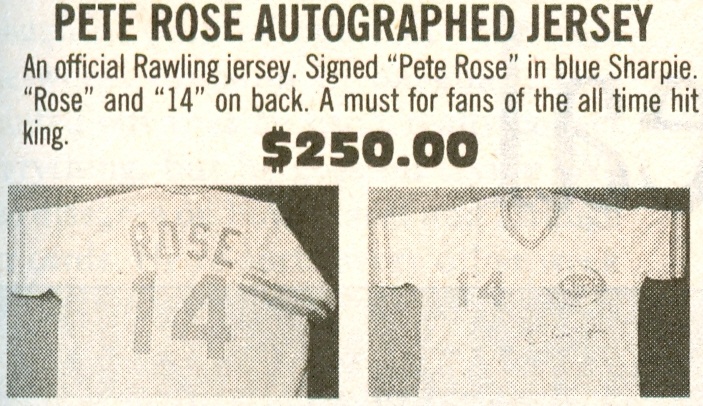 PETE ROSE AUTOGRAPHED JERSEY
An official Rawling jersey. Signed “Pete Rose” in blue Sharpie.
“Rose” and “14” on back. A must for fans of the all time hit
king.
$250.00
ROSE
14
14